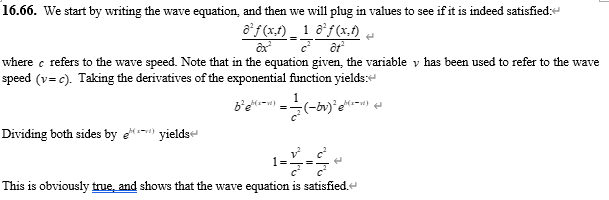 16.66. We start by writing the wave equation, and then we will plug in values to see if it is indeed satisfied:↵
∂²f(x,t)/∂x² = 1/c² ∂²f(x,t)/∂t² ↵
where c refers to the wave speed. Note that in the equation given, the variable v has been used to refer to the wave
speed (v=c). Taking the derivatives of the exponential function yields:↵
b²e^{b(x−vt)} = 1/c² (−bv)² e^{b(x−vt)} ↵
Dividing both sides by e^{b(x−vt)} yields↵
1 = v²/c² = c²/c² ↵
This is obviously true, and shows that the wave equation is satisfied.↵